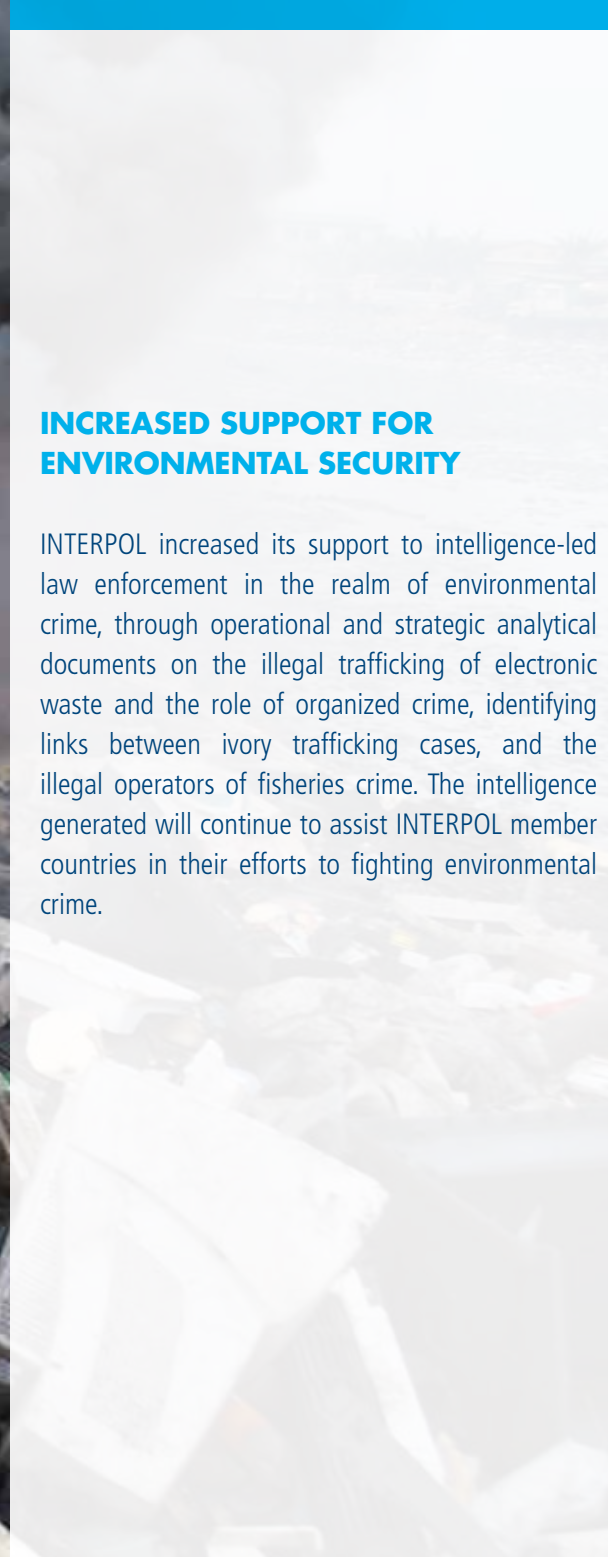 INCREASED SUPPORT FOR
ENVIRONMENTAL SECURITY
INTERPOL increased its support to intelligence-led
law enforcement in the realm of environmental
crime, through operational and strategic analytical
documents on the illegal trafficking of electronic
waste and the role of organized crime, identifying
links between ivory trafficking cases, and the
illegal operators of fisheries crime. The intelligence
generated will continue to assist INTERPOL member
countries in their efforts to fighting environmental
crime.